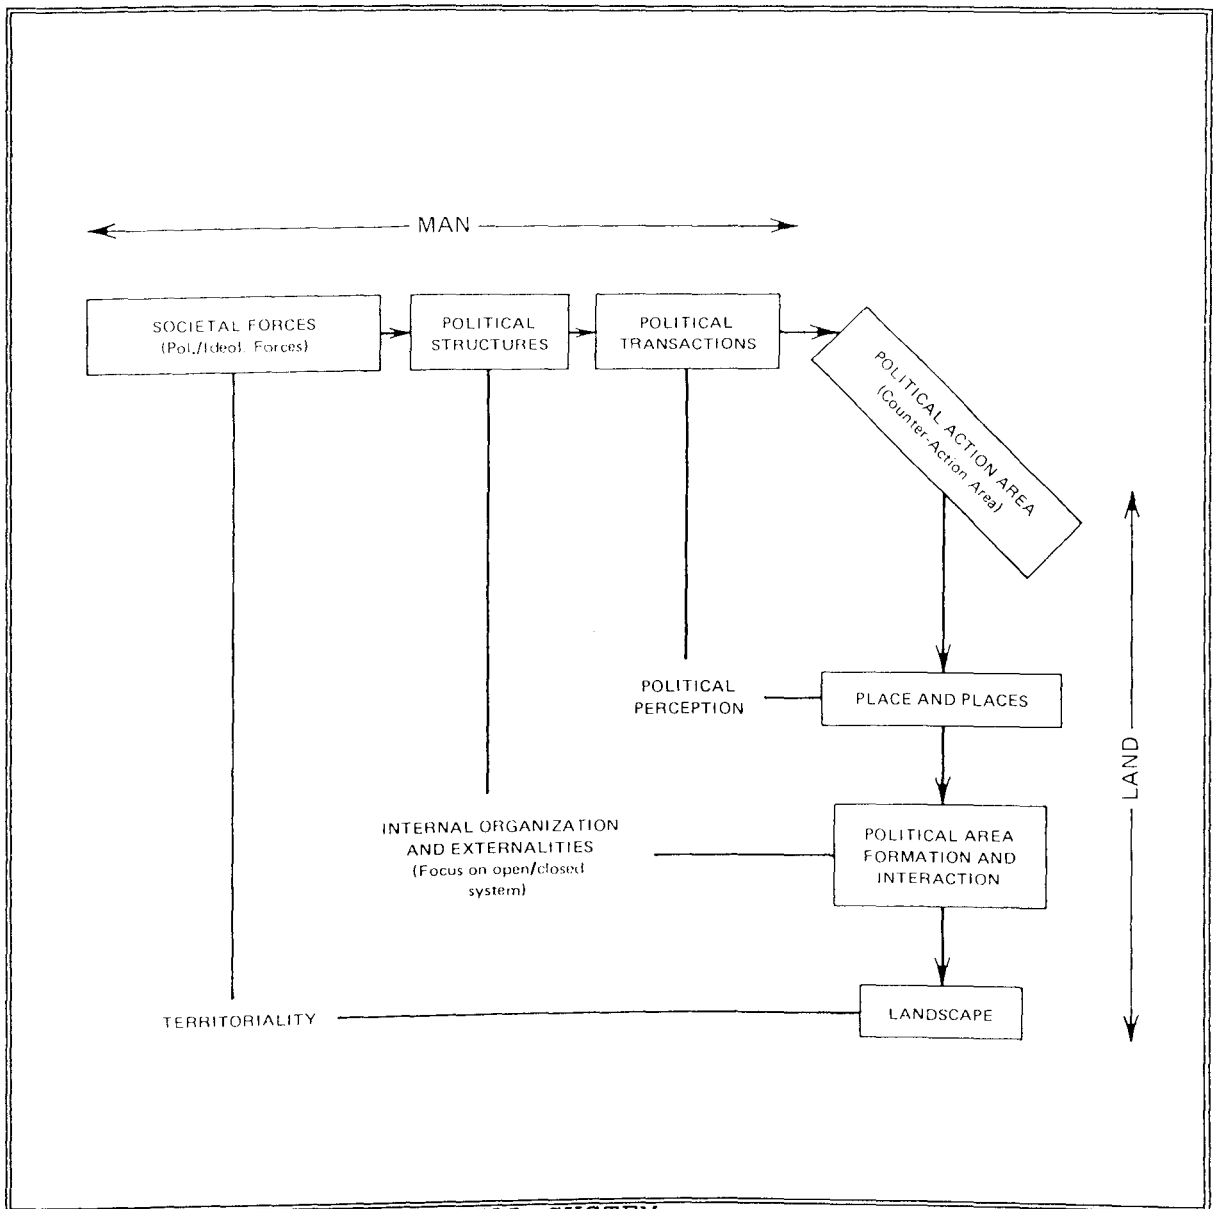 MAN
SOCIETAL FORCES
(Pol./Ideol. Forces)
POLITICAL
STRUCTURES
POLITICAL
TRANSACTIONS
POLITICAL ACTION AREA
(Counter-Action Area)
POLITICAL
PERCEPTION
PLACE AND PLACES
LAND
INTERNAL ORGANIZATION
AND EXTERNALITIES
(Focus on open/closed
system)
POLITICAL AREA
FORMATION AND
INTERACTION
TERRITORIALITY
LANDSCAPE
SYSTEM